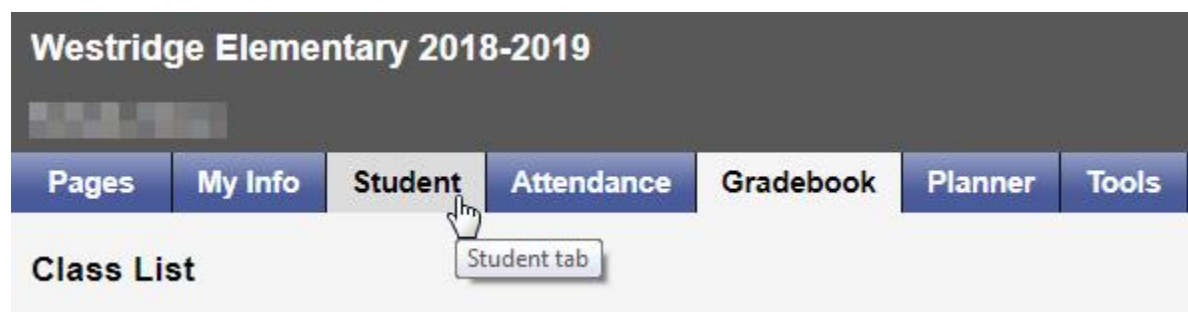 Westridge Elementary 2018-2019
Pages My Info Student Attendance Gradebook Planner Tools
Student tab
Class List